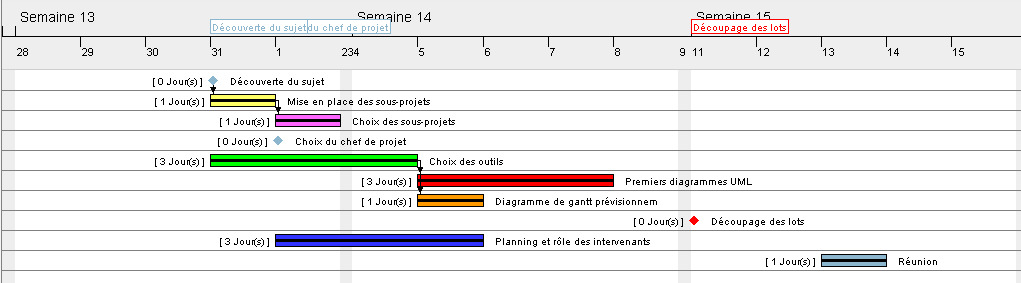 Semaine 13
Semaine 14
Semaine 15
Découverte du sujet
du chef de projet
Découpage des lots
28 29 30 31 1 2 3 4 5 6 7 8 9 11 12 13 14 15
[ 0 Jour(s) ] Découverte du sujet
[ 1 Jour(s) ] Mise en place des sous-projets
[ 1 Jour(s) ] Choix des sous-projets
[ 0 Jour(s) ] Choix du chef de projet
[ 3 Jour(s) ] Choix des outils
[ 3 Jour(s) ] Premiers diagrammes UML
[ 1 Jour(s) ] Diagramme de gantt prévisionnem
[ 0 Jour(s) ] Découpage des lots
[ 3 Jour(s) ] Planning et rôle des intervenants
[ 1 Jour(s) ] Réunion